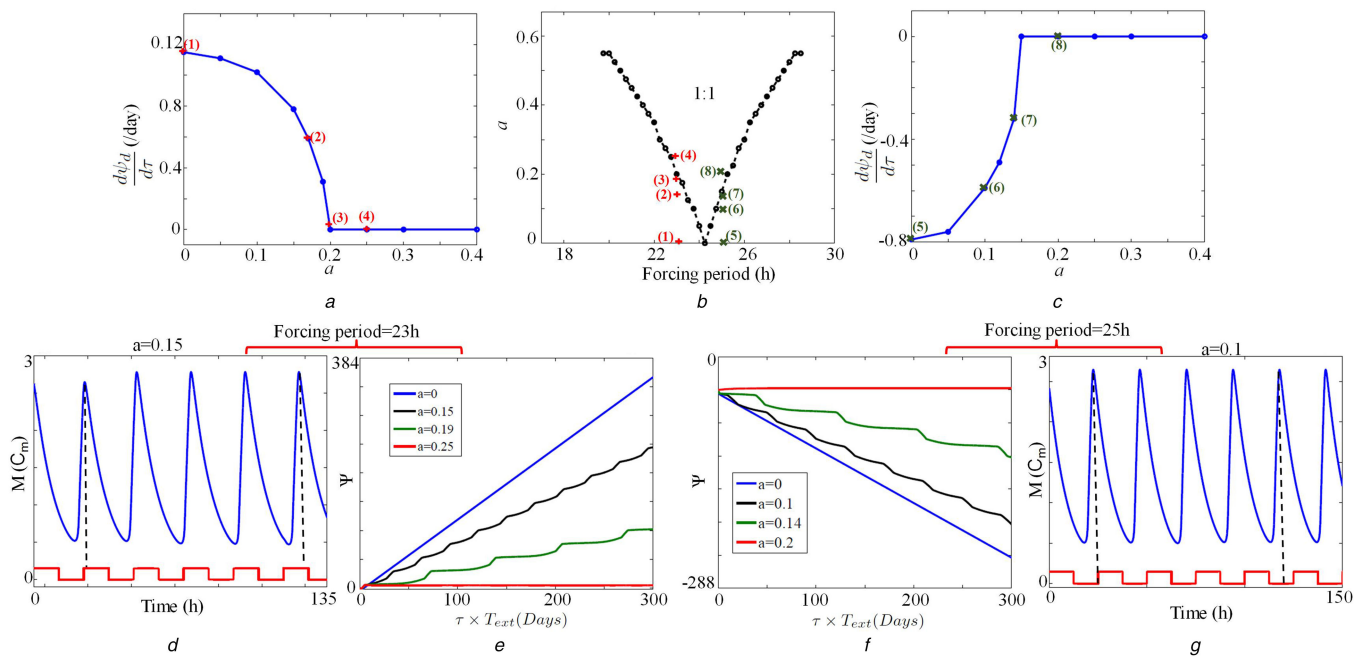 0.12
0.8
0.4
0
dψd/dτ (/day)
(1)
(2)
(3)
(4)
0 0.1 0.2 0.3 0.4
a
a
0.6
0.4
0.2
0
a
1:1
(4)
(3)
(2)
(1)
(8)
(7)
(6)
(5)
18 22 26 30
Forcing period (h)
b
0
-0.4
-0.8
dψd/dτ (/day)
(8)
(7)
(6)
(5)
0 0.1 0.2 0.3 0.4
a
c
Forcing period=23h
a=0.15
3
M (Cm)
0
0 135
Time (h)
d
384
Ψ
0
a=0
a=0.15
a=0.19
a=0.25
0 100 200 300
τ × Text(Days)
e
Forcing period=25h
0
Ψ
-288
a=0
a=0.1
a=0.14
a=0.2
0 100 200 300
τ × Text(Days)
f
a=0.1
3
M (Cm)
0
0 150
Time (h)
g